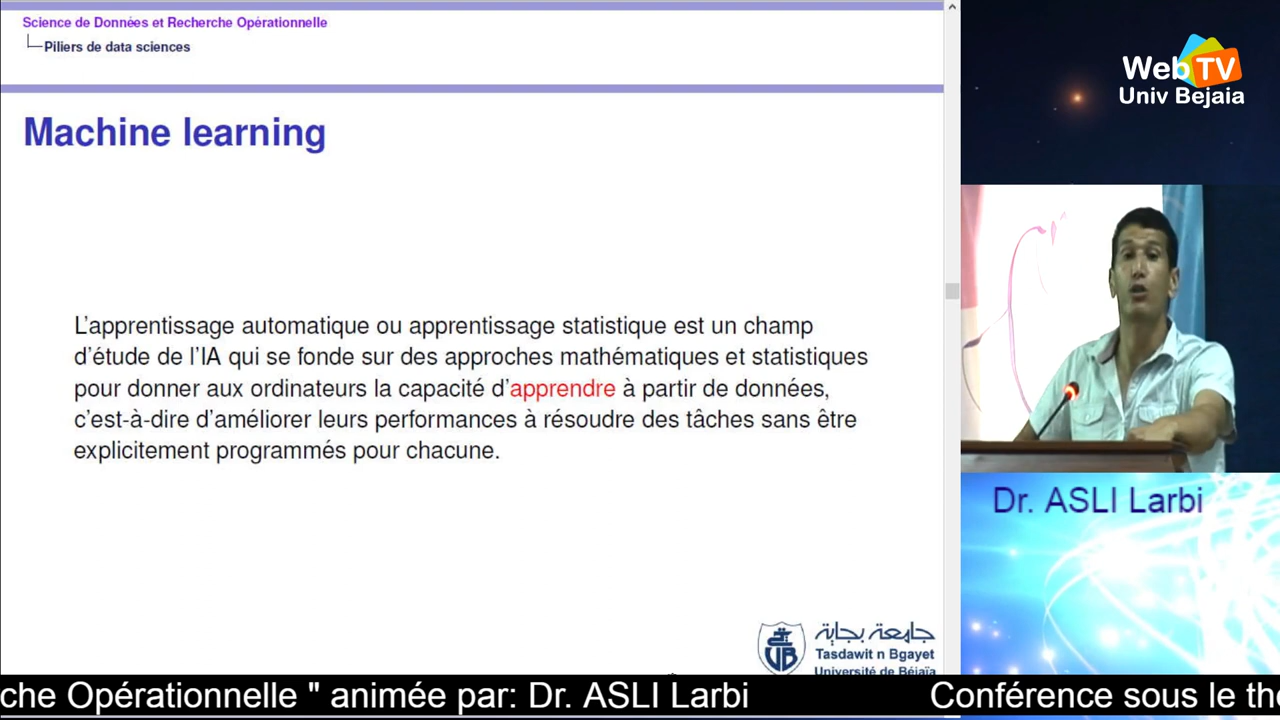 Science de Données et Recherche Opérationnelle
Piliers de data sciences
Machine learning
L'apprentissage automatique ou apprentissage statistique est un champ
d'étude de l'IA qui se fonde sur des approches mathématiques et statistiques
pour donner aux ordinateurs la capacité d'apprendre à partir de données,
c'est-à-dire d'améliorer leurs performances à résoudre des tâches sans être
explicitement programmés pour chacune.
UB
جامعة بجاية
Tasdawit n Bgayet
Université de Béjaïa
Web TV
Univ Bejaia
Dr. ASLI Larbi
che Opérationnelle " animée par: Dr. ASLI Larbi
Conférence sous le th